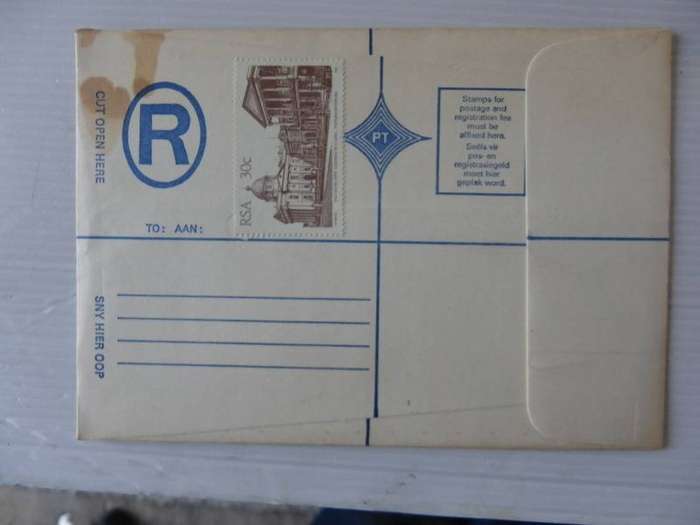 CUT OPEN HERE
SNY HIER OOP
R
TO: AAN:
RSA 30c
PT
Stamps for
postage and
registration fee
must be
affixed here.
Seëls vir
pos- en
registrasiegeld
moet hier
geplak word.